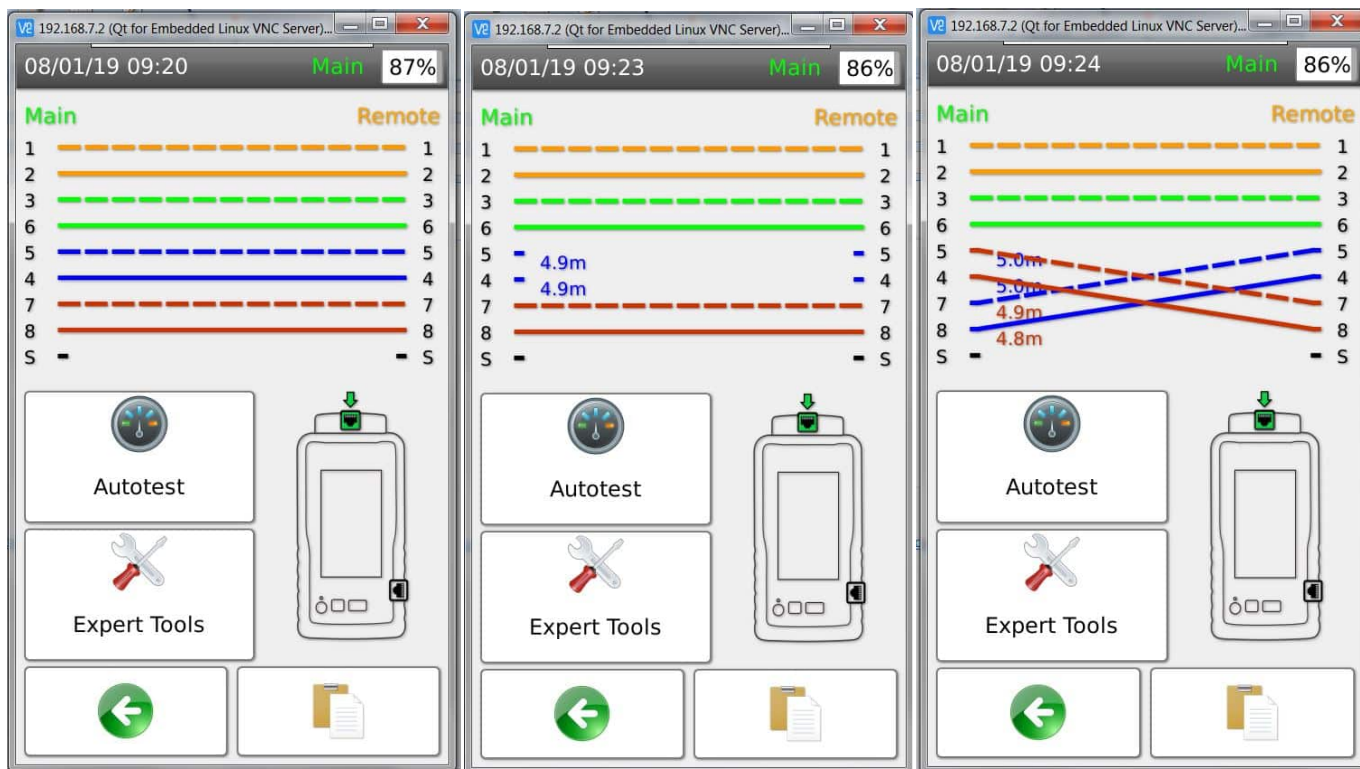 192.168.7.2 (Qt for Embedded Linux VNC Server)...
08/01/19 09:20 Main 87%
Main Remote
1 1
2 2
3 3
6 6
5 5
4 4
7 7
8 8
S S
Autotest
Expert Tools
192.168.7.2 (Qt for Embedded Linux VNC Server)...
08/01/19 09:23 Main 86%
Main Remote
1 1
2 2
3 3
6 6
5 4.9m 5
4 4.9m 4
7 7
8 8
S S
Autotest
Expert Tools
192.168.7.2 (Qt for Embedded Linux VNC Server)...
08/01/19 09:24 Main 86%
Main Remote
1 1
2 2
3 3
6 6
5 5.0m 5
4 5.0m 4
7 4.9m 7
8 4.8m 8
S S
Autotest
Expert Tools